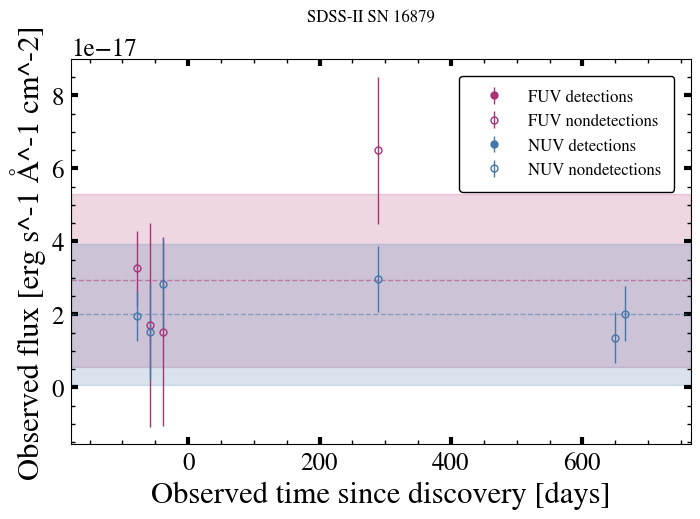 SDSS-II SN 16879
1e−17
Observed flux [erg s^-1 Å^-1 cm^-2]
8
6
4
2
0
FUV detections
FUV nondetections
NUV detections
NUV nondetections
0 200 400 600
Observed time since discovery [days]